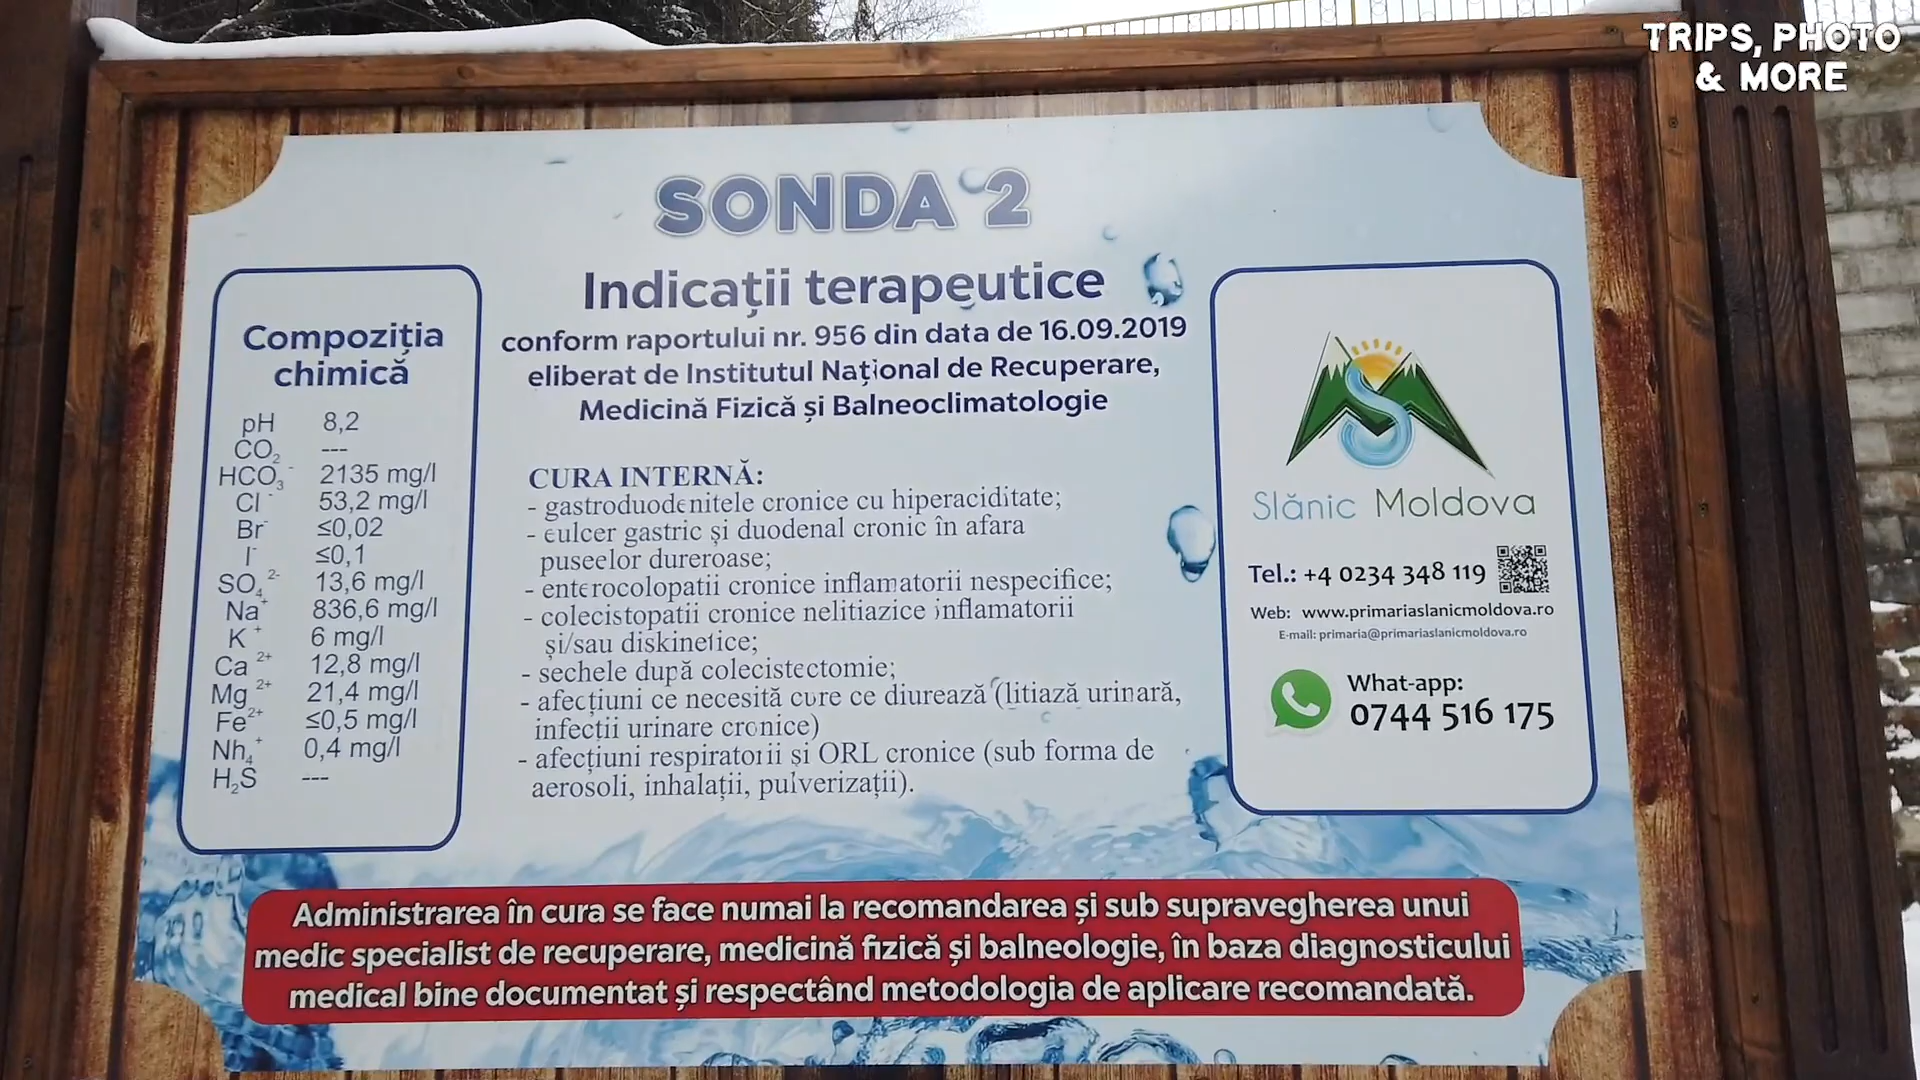 TRIPS, PHOTO
& MORE
SONDA 2
Indicații terapeutice
conform raportului nr. 956 din data de 16.09.2019
eliberat de Institutul Național de Recuperare,
Medicină Fizică și Balneoclimatologie
Compoziția
chimică
pH 8,2
CO₂ ---
HCO₃⁻ 2135 mg/l
Cl⁻ 53,2 mg/l
Br⁻ ≤0,02
I⁻ ≤0,1
SO₄²⁻ 13,6 mg/l
Na⁺ 836,6 mg/l
K⁺ 6 mg/l
Ca²⁺ 12,8 mg/l
Mg²⁺ 21,4 mg/l
Fe²⁺ ≤0,5 mg/l
Nh₄⁺ 0,4 mg/l
H₂S ---
CURA INTERNĂ:
- gastroduodenitele cronice cu hiperaciditate;
- eulcer gastric și duodenal cronic în afara
puseelor dureroase;
- enterocolopatii cronice inflamatorii nespecifice;
- colecistopatii cronice nelitiazice inflamatorii
și/sau diskinetice;
- sechele după colecistectomie;
- afecțiuni ce necesită cure ce diurează (litiază urinară,
infecții urinare cronice)
- afecțiuni respiratorii și ORL cronice (sub forma de
aerosoli, inhalații, pulverizații).
Slănic Moldova
Tel.: +4 0234 348 119
Web: www.primariaslanicmoldova.ro
E-mail: primaria@primariaslanicmoldova.ro
What-app:
0744 516 175
Administrarea în cura se face numai la recomandarea și sub supravegherea unui
medic specialist de recuperare, medicină fizică și balneologie, în baza diagnosticului
medical bine documentat și respectând metodologia de aplicare recomandată.